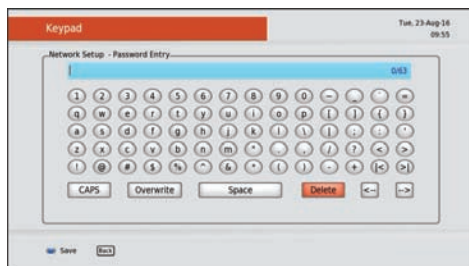 Keypad
Tue, 23-Aug-16
09:55
Network Setup - Password Entry
0/63
1 2 3 4 5 6 7 8 9 0 - _ =
q w e r t y u i o p [ ] { }
a s d f g h j k l \ | ; :
z x c v b n m , . / ? < >
! @ # $ % ^ & * ( ) - + |< >|
CAPS Overwrite Space Delete <-- -->
Save Back